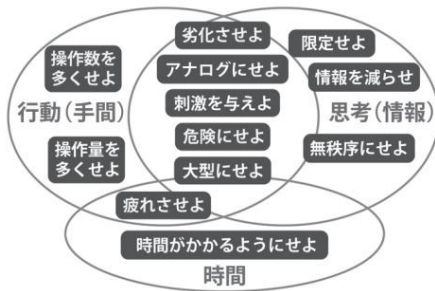 劣化させよ
限定せよ
操作数を
多くせよ
アナログにせよ
情報を減らせ
行動(手間)
刺激を与えよ
思考(情報)
危険にせよ
操作量を
多くせよ
無秩序にせよ
大型にせよ
疲れさせよ
時間がかかるようにせよ
時間